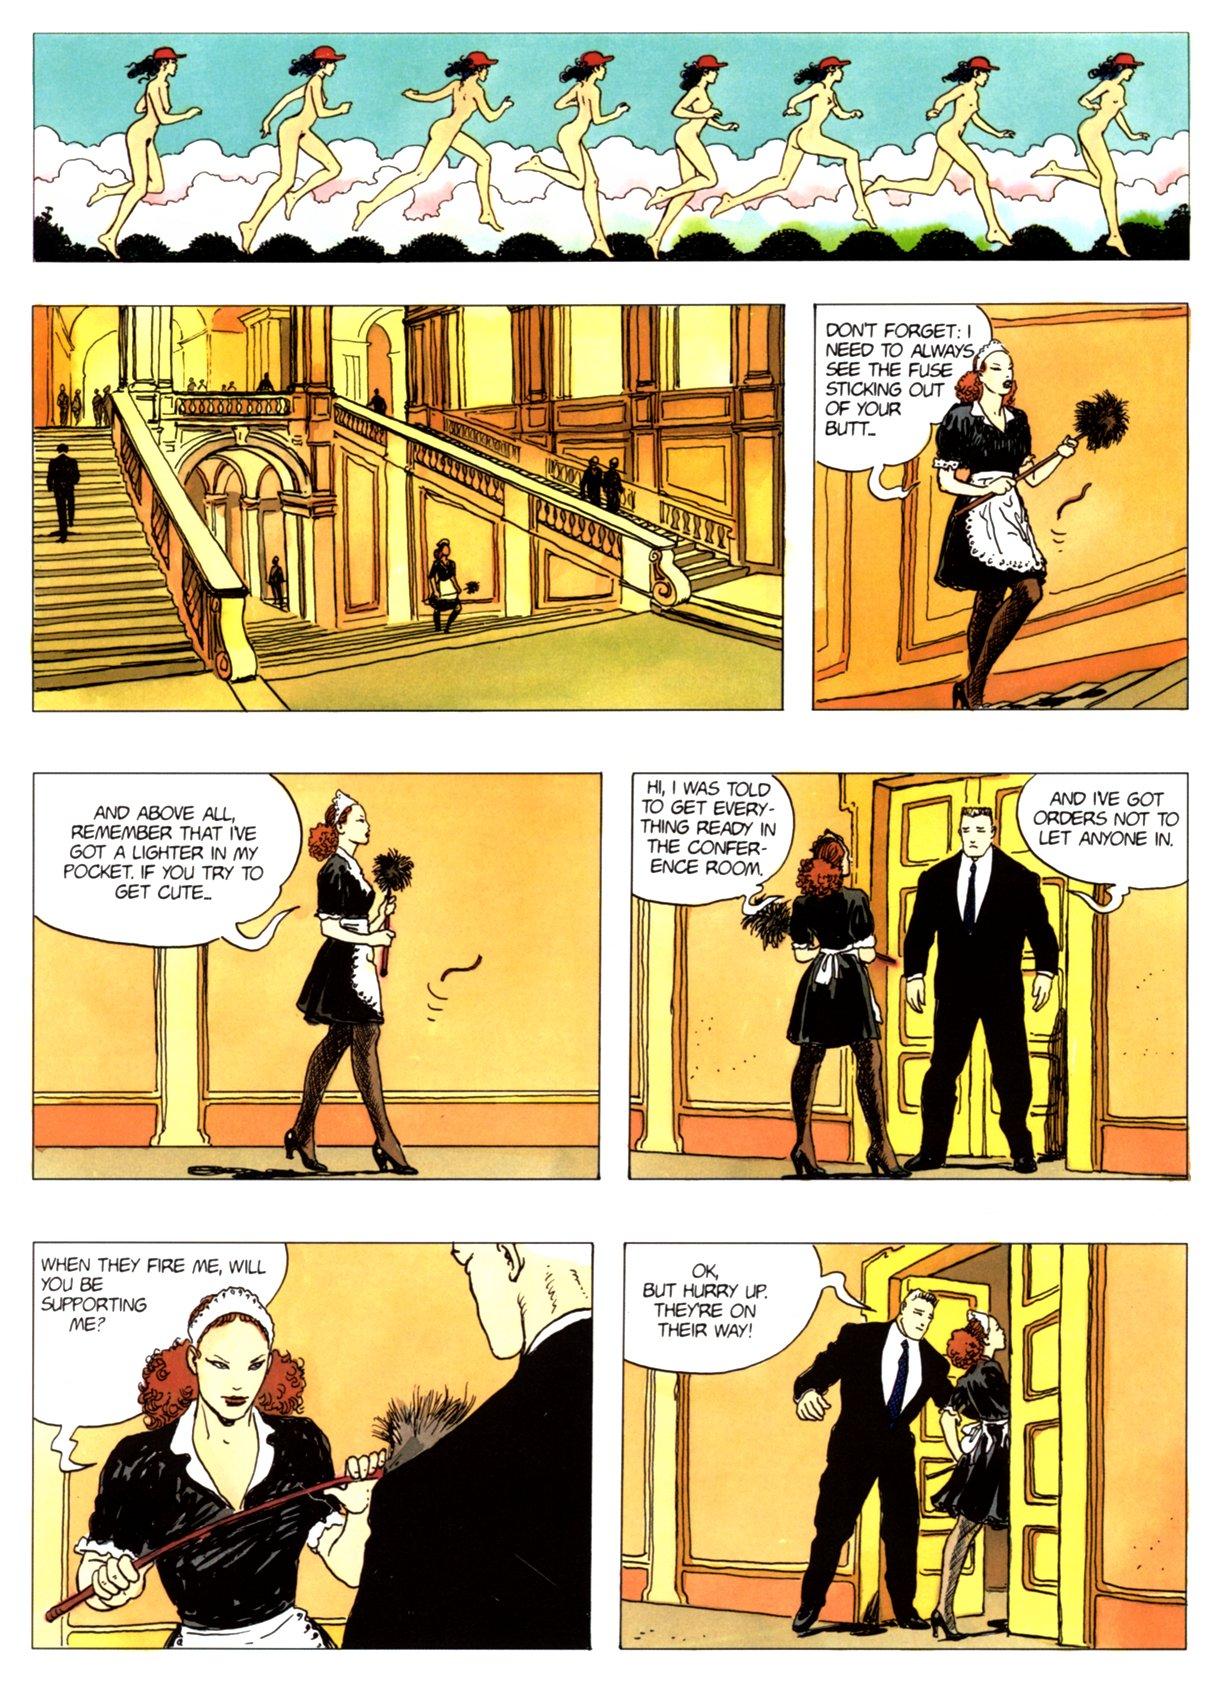 DON'T FORGET: I
NEED TO ALWAYS
SEE THE FUSE
STICKING OUT
OF YOUR
BUTT...
AND ABOVE ALL,
REMEMBER THAT I'VE
GOT A LIGHTER IN MY
POCKET. IF YOU TRY TO
GET CUTE...
HI, I WAS TOLD
TO GET EVERY-
THING READY IN
THE CONFER-
ENCE ROOM.
AND I'VE GOT
ORDERS NOT TO
LET ANYONE IN.
WHEN THEY FIRE ME, WILL
YOU BE
SUPPORTING
ME?
OK,
BUT HURRY UP.
THEY'RE ON
THEIR WAY!